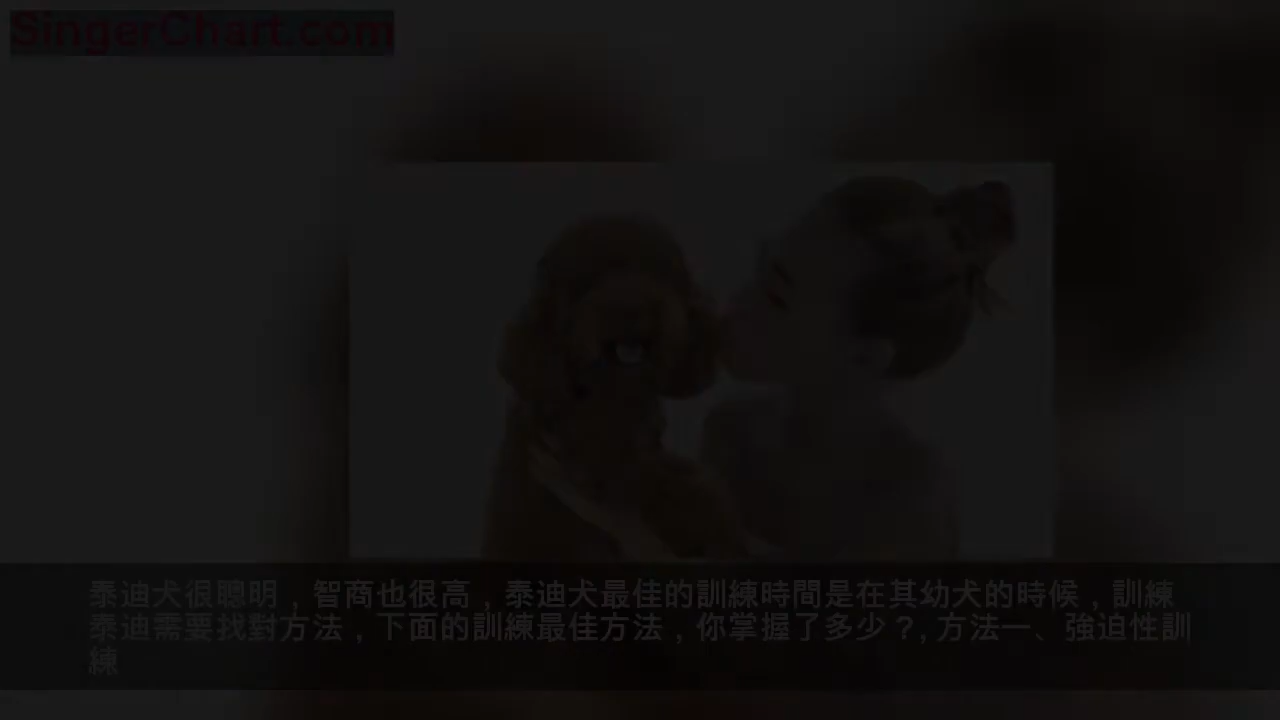 SingerChart.com
泰迪犬很聰明，智商也很高，泰迪犬最佳的訓練時間是在其幼犬的時候，訓練
泰迪需要找對方法，下面的訓練最佳方法，你掌握了多少？, 方法一、強迫性訓
練